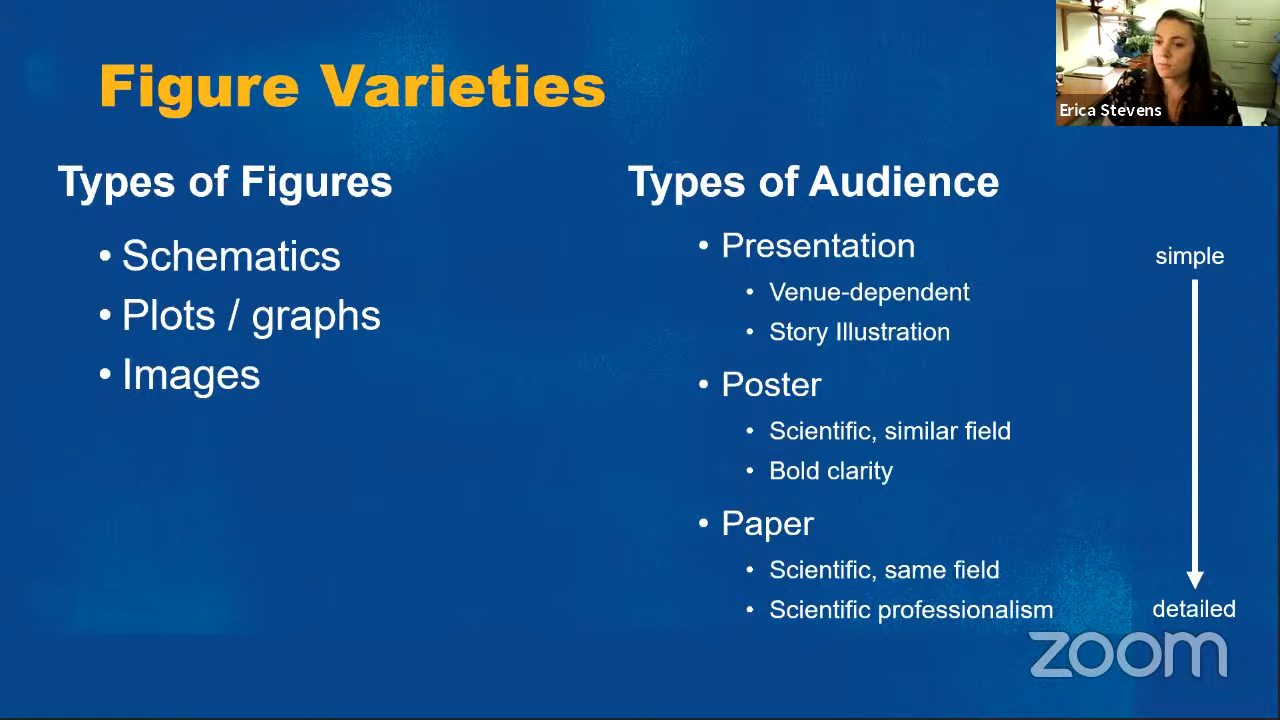 Figure Varieties
Erica Stevens
Types of Figures
• Schematics
• Plots / graphs
• Images
Types of Audience
• Presentation
• Venue-dependent
• Story Illustration
• Poster
• Scientific, similar field
• Bold clarity
• Paper
• Scientific, same field
• Scientific professionalism
simple
detailed
zoom